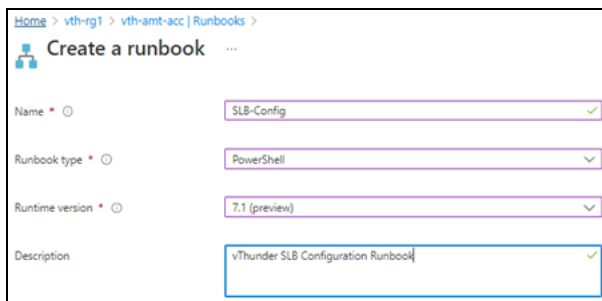 Home > vth-rg1 > vth-amt-acc | Runbooks >
Create a runbook ...
Name * SLB-Config
Runbook type * PowerShell
Runtime version * 7.1 (preview)
Description vThunder SLB Configuration Runbook